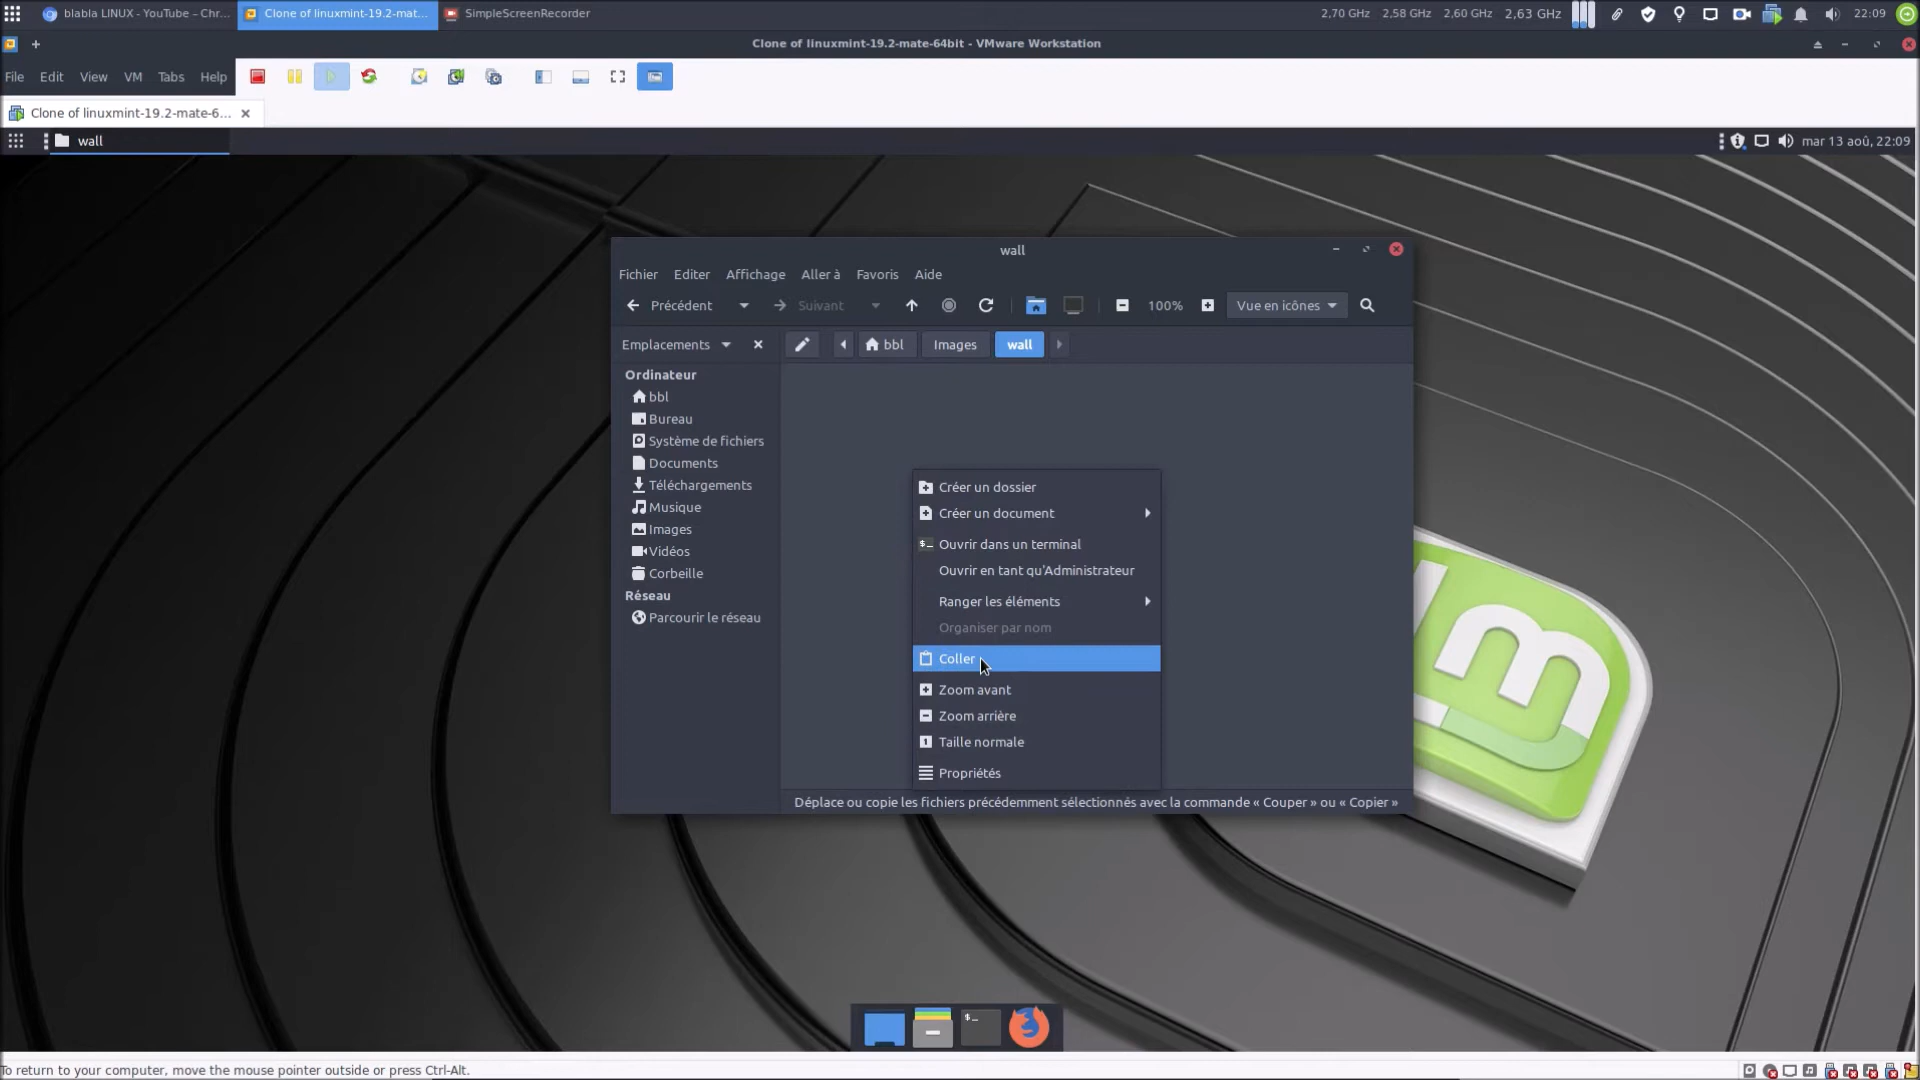 blabla LINUX - YouTube – Chr...
Clone of linuxmint-19.2-mat...
SimpleScreenRecorder
2,70 GHz
2,58 GHz
2,60 GHz
2,63 GHz
22:09
Clone of linuxmint-19.2-mate-64bit - VMware Workstation
File
Edit
View
VM
Tabs
Help
Clone of linuxmint-19.2-mate-6...
wall
mar 13 aoû, 22:09
wall
Fichier
Editer
Affichage
Aller à
Favoris
Aide
Précédent
Suivant
100%
Vue en icônes
Emplacements
bbl
Images
wall
Ordinateur
bbl
Bureau
Système de fichiers
Documents
Téléchargements
Musique
Images
Vidéos
Corbeille
Réseau
Parcourir le réseau
Créer un dossier
Créer un document
Ouvrir dans un terminal
Ouvrir en tant qu'Administrateur
Ranger les éléments
Organiser par nom
Coller
Zoom avant
Zoom arrière
Taille normale
Propriétés
Déplace ou copie les fichiers précédemment sélectionnés avec la commande « Couper » ou « Copier »
To return to your computer, move the mouse pointer outside or press Ctrl-Alt.